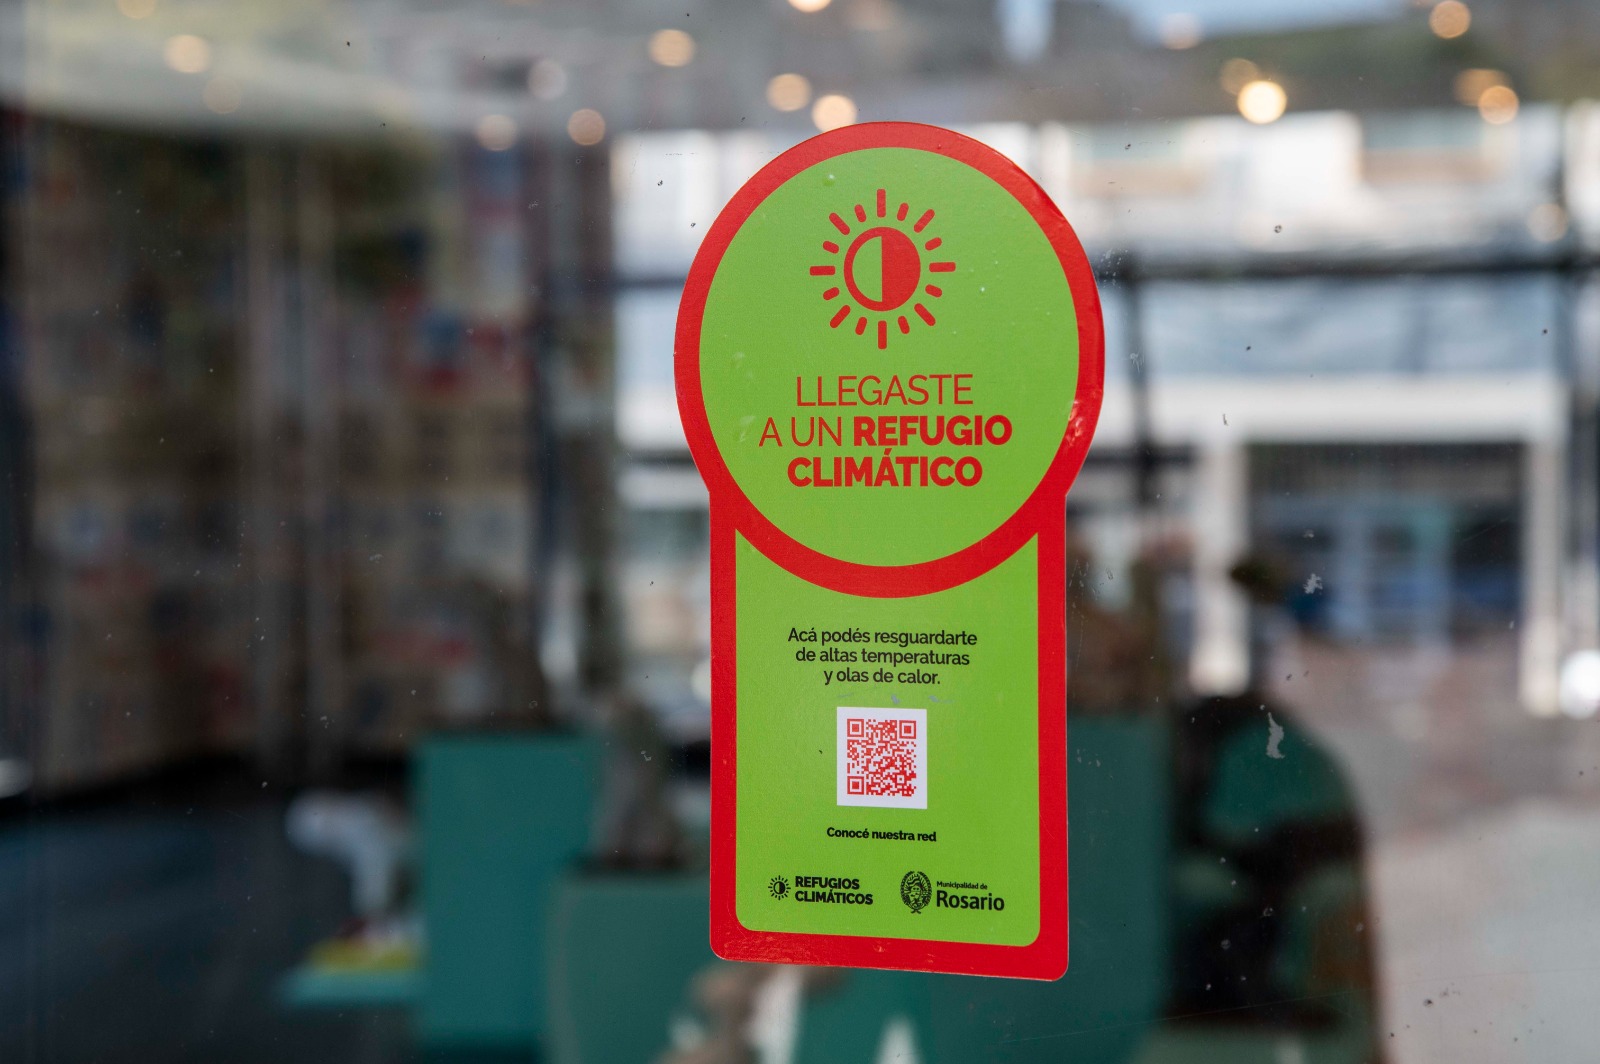 LLEGASTE
A UN REFUGIO
CLIMÁTICO
Acá podés resguardarte
de altas temperaturas
y olas de calor.
Conocé nuestra red
REFUGIOS
CLIMÁTICOS
Municipalidad de
Rosario